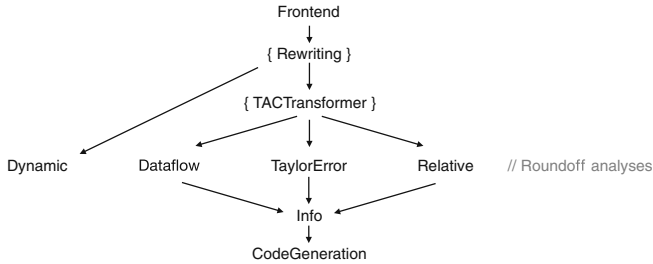 Frontend
{ Rewriting }
{ TACTransformer }
Dynamic Dataflow TaylorError Relative // Roundoff analyses
Info
CodeGeneration